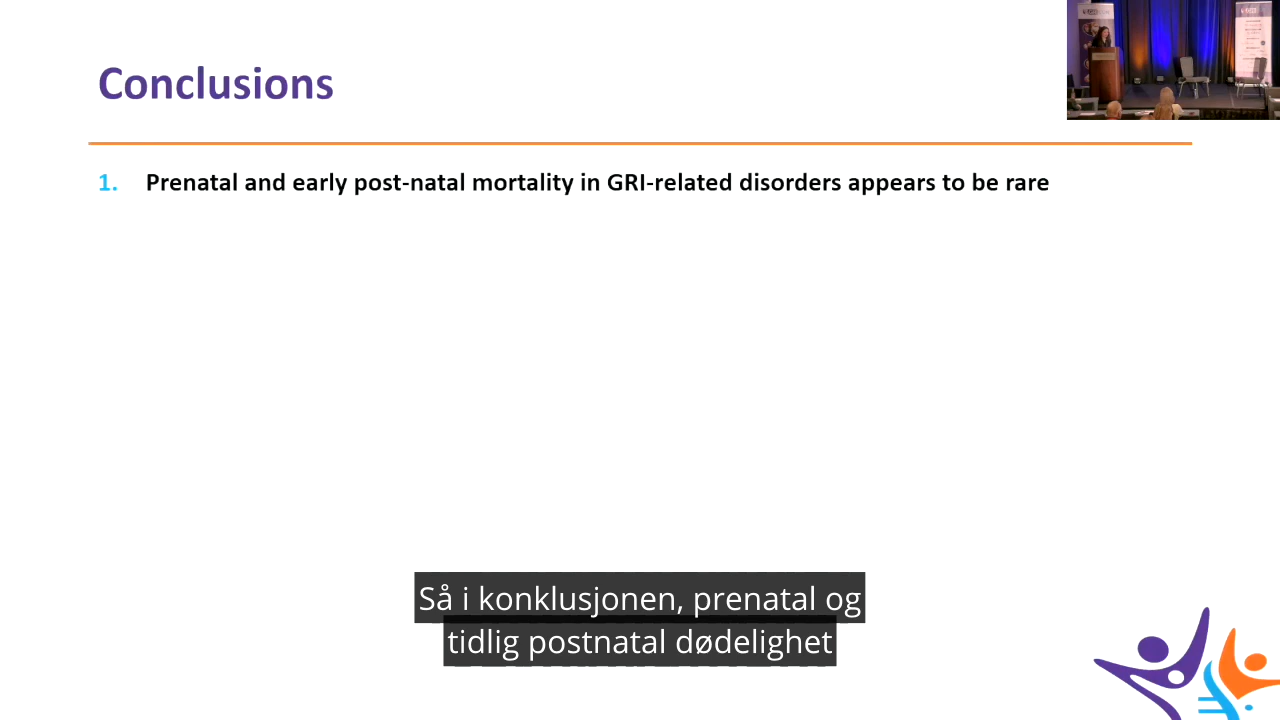 Conclusions
1. Prenatal and early post-natal mortality in GRI-related disorders appears to be rare
Så i konklusjonen, prenatal og
tidlig postnatal dødelighet